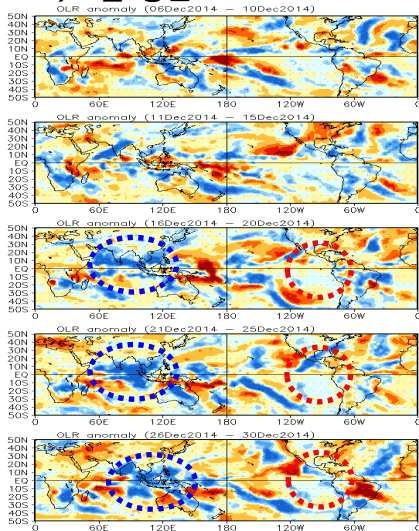 OLR anomaly (06Dec2014 – 10Dec2014)
50N
40N
30N
20N
10N
EQ
10S
20S
30S
40S
50S
0 60E 120E 180 120W 60W
OLR anomaly (11Dec2014 – 15Dec2014)
50N
40N
30N
20N
10N
EQ
10S
20S
30S
40S
50S
0 60E 120E 180 120W 60W
OLR anomaly (16Dec2014 – 20Dec2014)
50N
40N
30N
20N
10N
EQ
10S
20S
30S
40S
50S
0 60E 120E 180 120W 60W
OLR anomaly (21Dec2014 – 25Dec2014)
50N
40N
30N
20N
10N
EQ
10S
20S
30S
40S
50S
0 60E 120E 180 120W 60W
OLR anomaly (26Dec2014 – 30Dec2014)
50N
40N
30N
20N
10N
EQ
10S
20S
30S
40S
50S
0 60E 120E 180 120W 60W